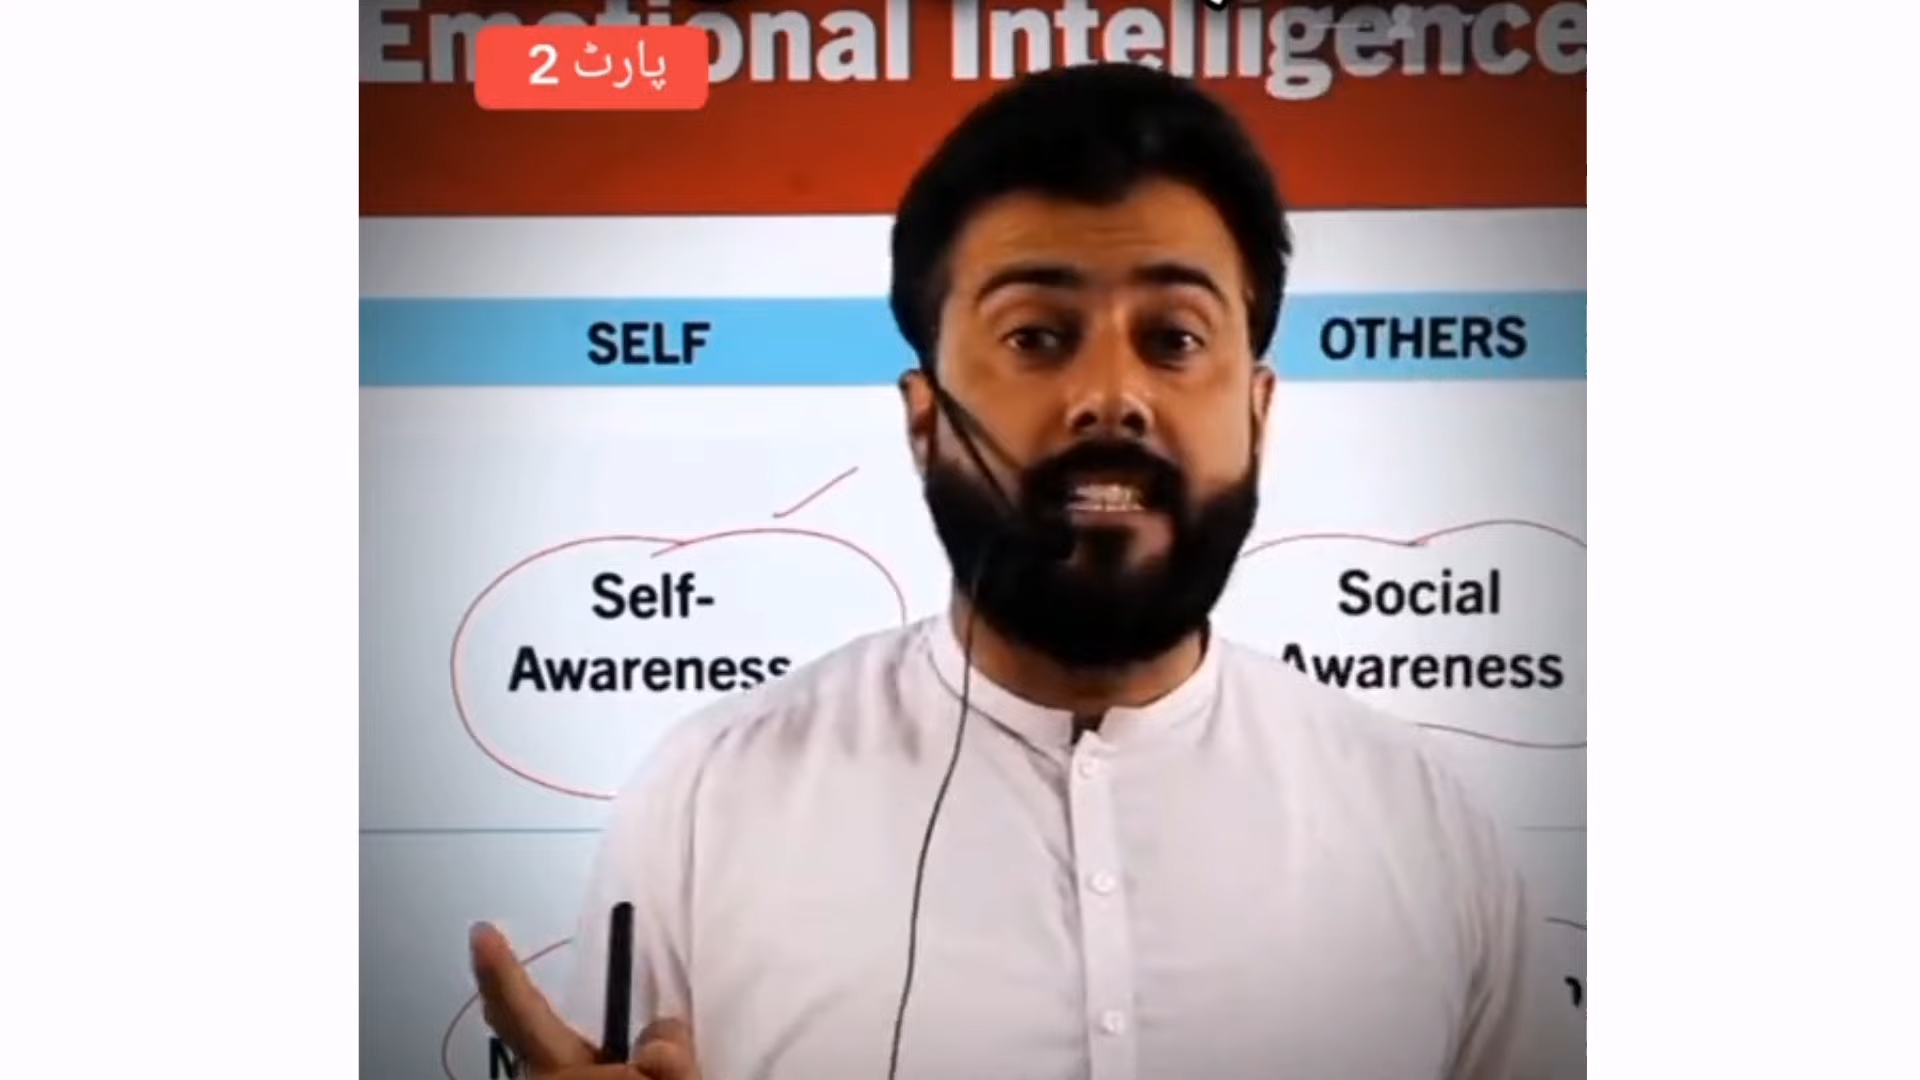 Emotional Intelligence
پارٹ 2
SELF
OTHERS
Self-
Awareness
Social
Awareness